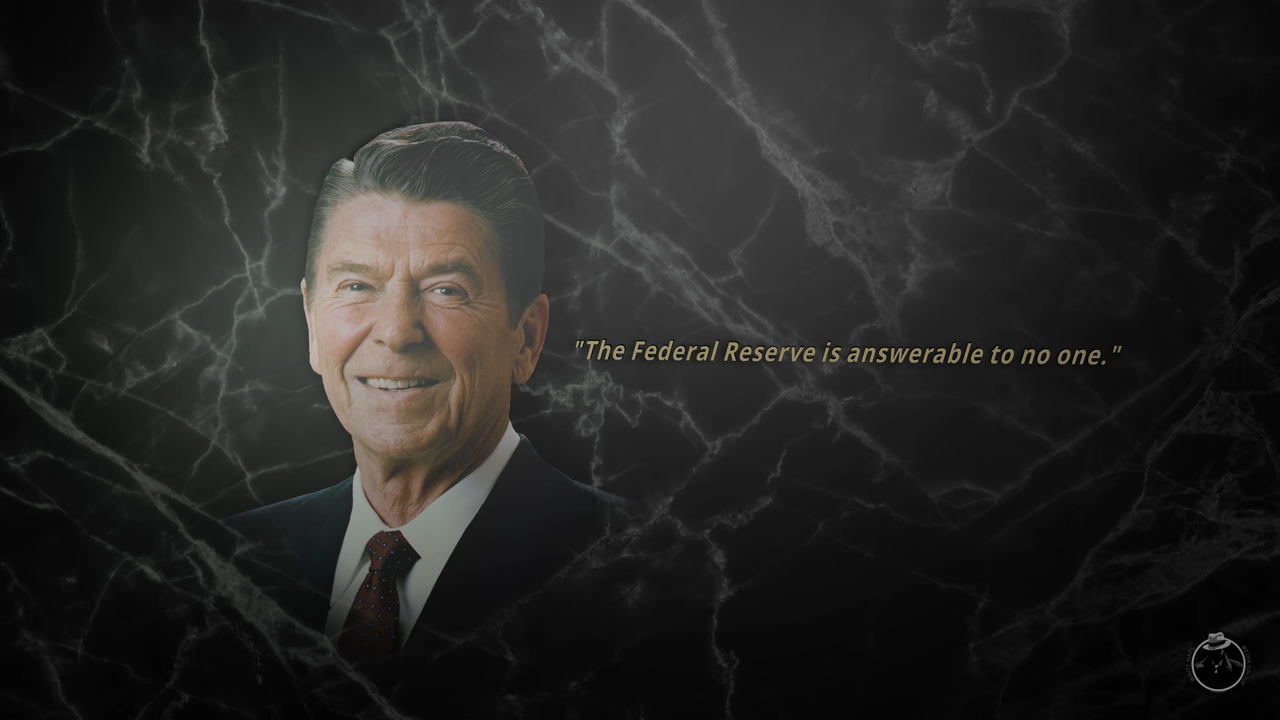 "The Federal Reserve is answerable to no one."